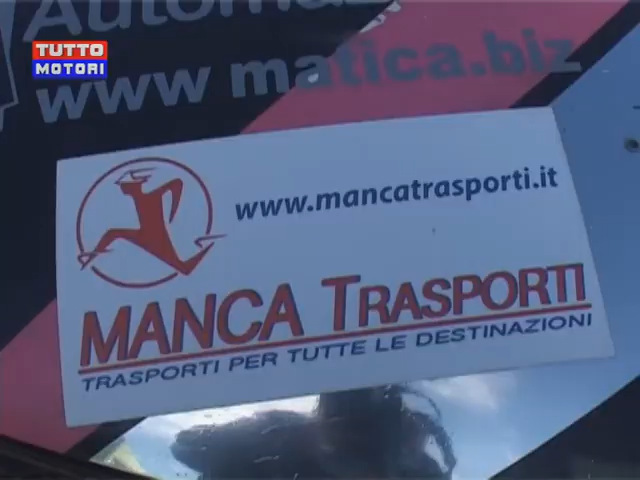 TUTTO
MOTORI
www matica.biz
www.mancatrasporti.it
MANCA TRASPORTI
TRASPORTI PER TUTTE LE DESTINAZIONI